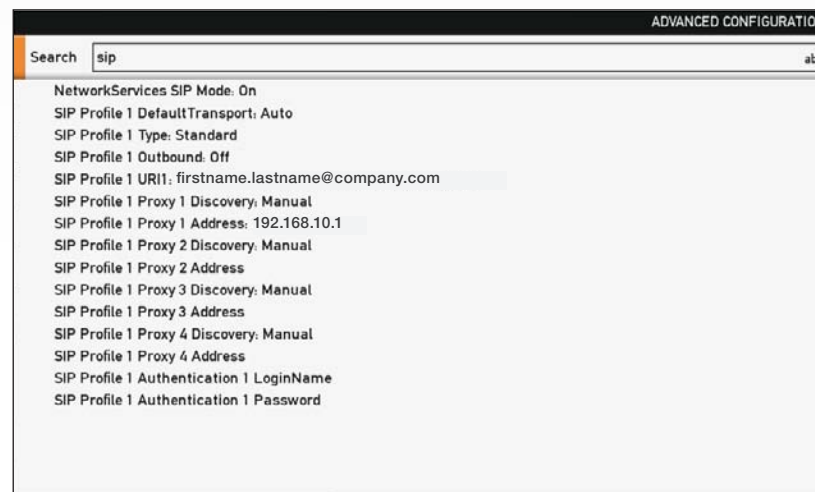 ADVANCED CONFIGURATIO
Search sip ab
NetworkServices SIP Mode: On
SIP Profile 1 DefaultTransport: Auto
SIP Profile 1 Type: Standard
SIP Profile 1 Outbound: Off
SIP Profile 1 URI1: firstname.lastname@company.com
SIP Profile 1 Proxy 1 Discovery: Manual
SIP Profile 1 Proxy 1 Address: 192.168.10.1
SIP Profile 1 Proxy 2 Discovery: Manual
SIP Profile 1 Proxy 2 Address
SIP Profile 1 Proxy 3 Discovery: Manual
SIP Profile 1 Proxy 3 Address
SIP Profile 1 Proxy 4 Discovery: Manual
SIP Profile 1 Proxy 4 Address
SIP Profile 1 Authentication 1 LoginName
SIP Profile 1 Authentication 1 Password